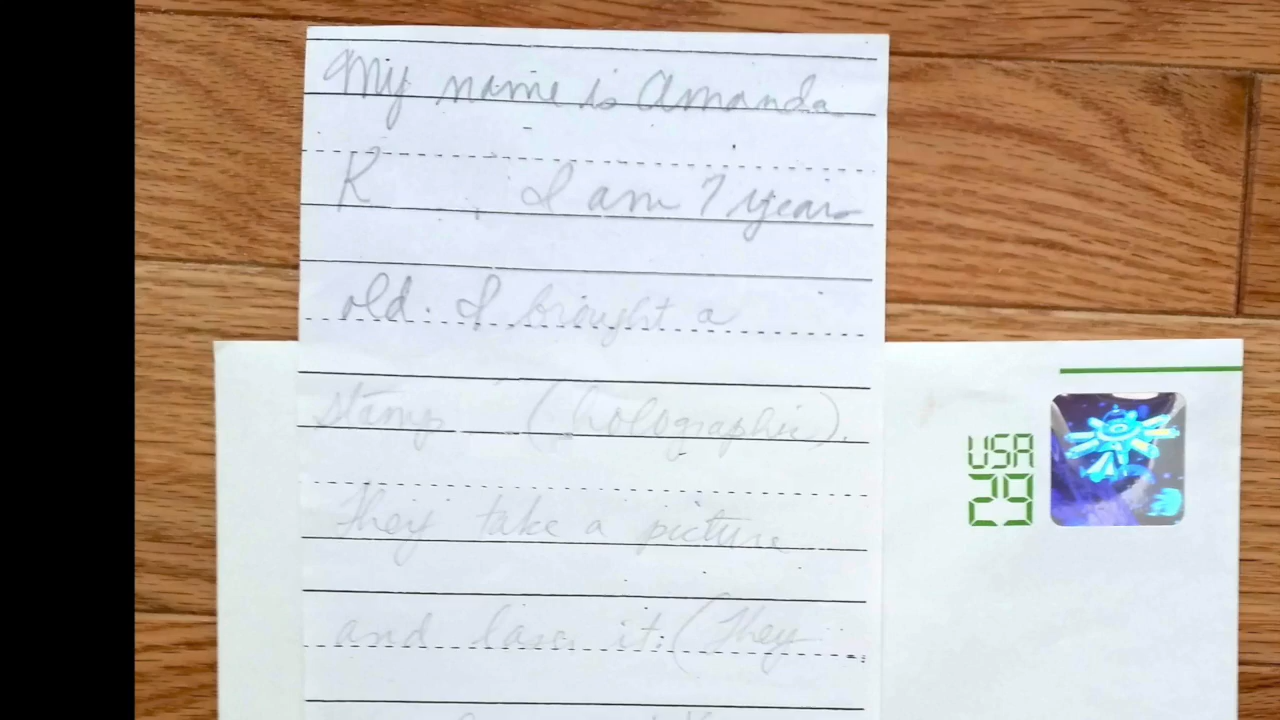 My name is Amanda
K . I am 7 years
old. I brought a
stamp (holographic).
They take a picture
and laser it. (They
USA
29